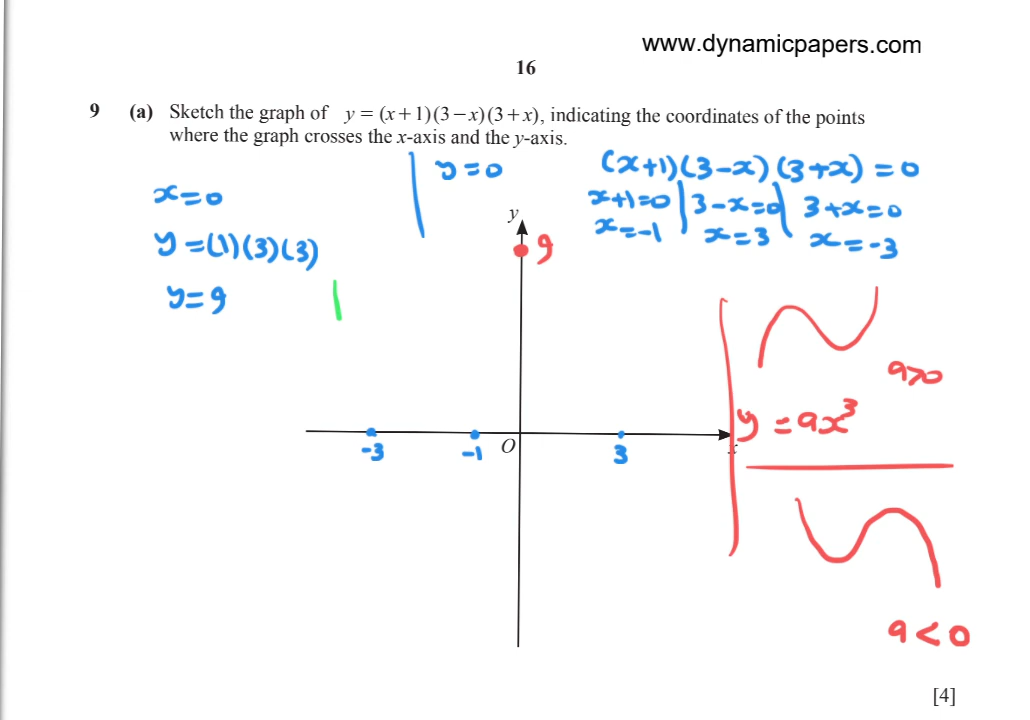 www.dynamicpapers.com
16
9 (a) Sketch the graph of y = (x+1)(3−x)(3+x), indicating the coordinates of the points
where the graph crosses the x-axis and the y-axis.
x=0
y=(1)(3)(3)
y=9
y=0
(x+1)(3-x)(3+x)=0
x+1=0 | 3-x=0 | 3+x=0
x=-1 x=3 x=-3
y
9
-3 -1 O 3 x
a>0
y=ax³
a<0
[4]